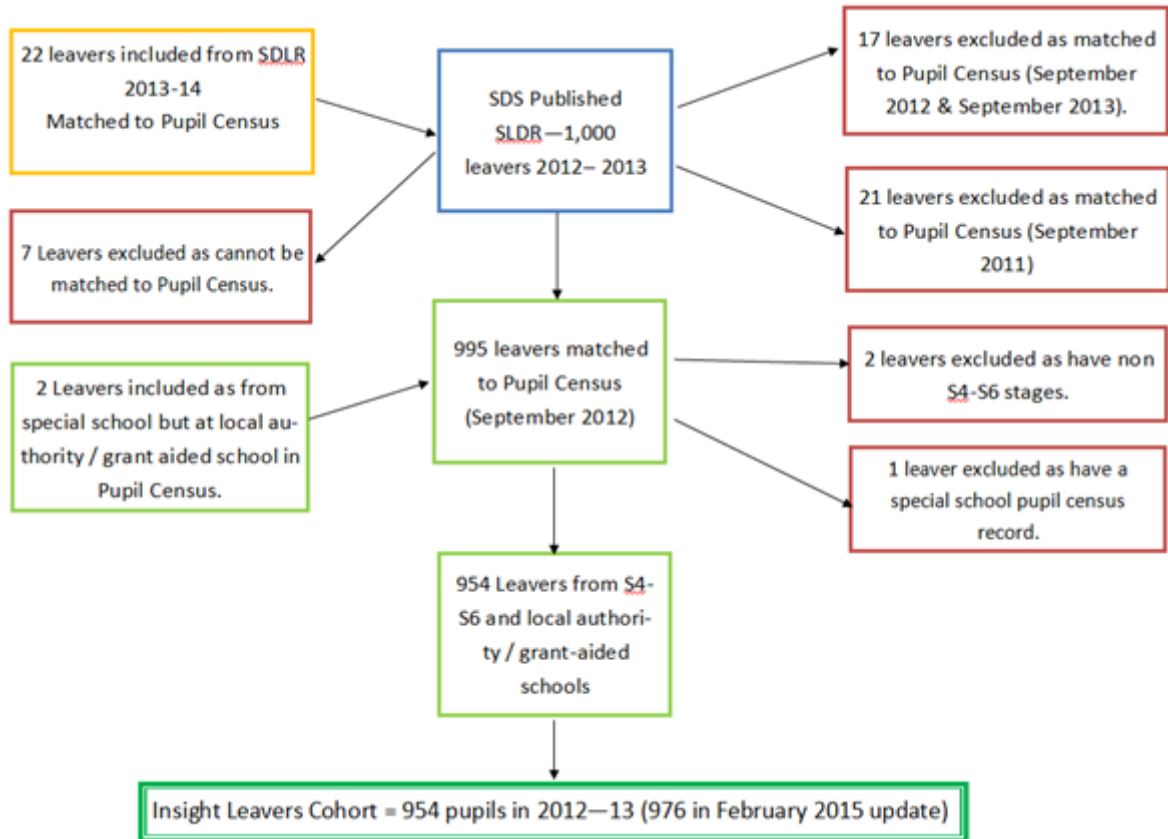 22 leavers included from SDLR
2013-14
Matched to Pupil Census
SDS Published
SLDR—1,000
leavers 2012– 2013
17 leavers excluded as matched
to Pupil Census (September
2012 & September 2013).
21 leavers excluded as matched
to Pupil Census (September
2011)
7 Leavers excluded as cannot be
matched to Pupil Census.
995 leavers matched
to Pupil Census
(September 2012)
2 leavers excluded as have non
S4-S6 stages.
2 Leavers included as from
special school but at local au-
thority / grant aided school in
Pupil Census.
1 leaver excluded as have a
special school pupil census
record.
954 Leavers from S4-
S6 and local authori-
ty / grant-aided
schools
Insight Leavers Cohort = 954 pupils in 2012—13 (976 in February 2015 update)